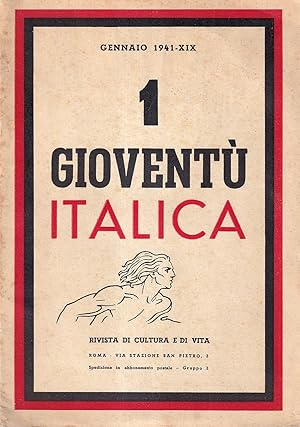 GENNAIO 1941-XIX
1
GIOVENTÙ
ITALICA
RIVISTA DI CULTURA E DI VITA
ROMA - VIA STAZIONE SAN PIETRO, 2
Spedizione in abbonamento postale - Gruppo 3